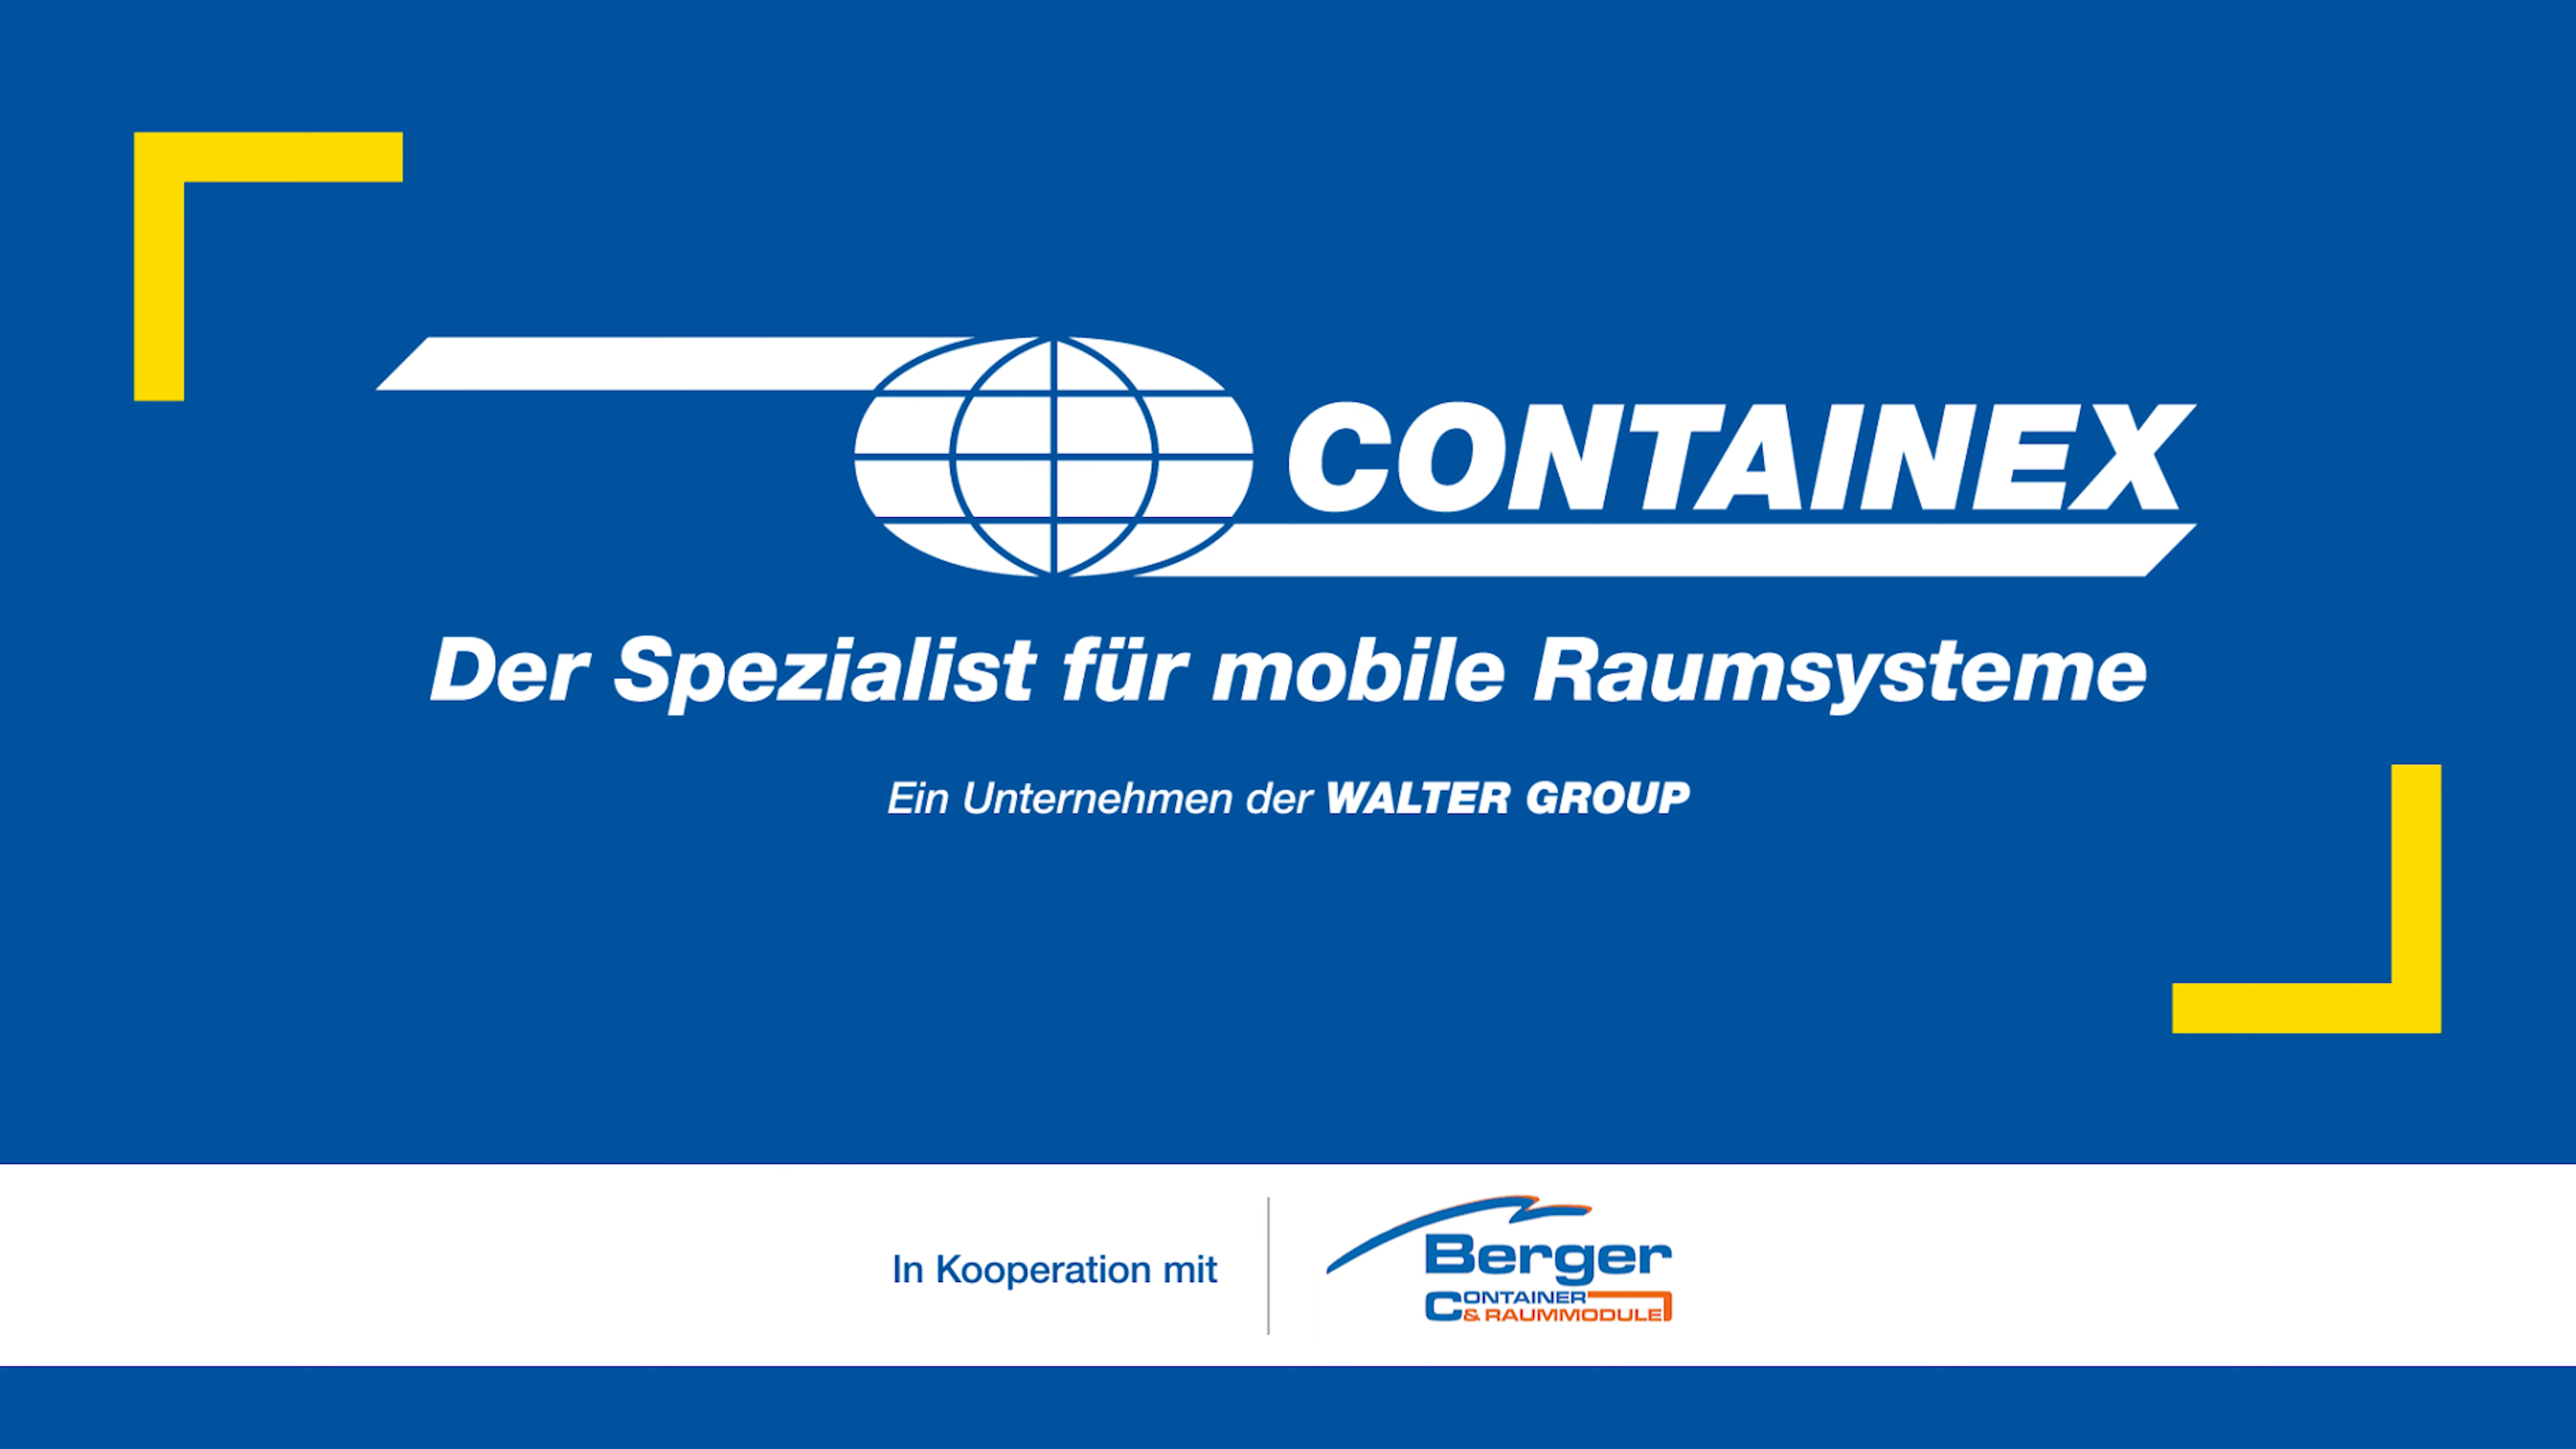 CONTAINEX
Der Spezialist für mobile Raumsysteme
Ein Unternehmen der WALTER GROUP
In Kooperation mit
Berger
CONTAINER
& RAUMMODULE